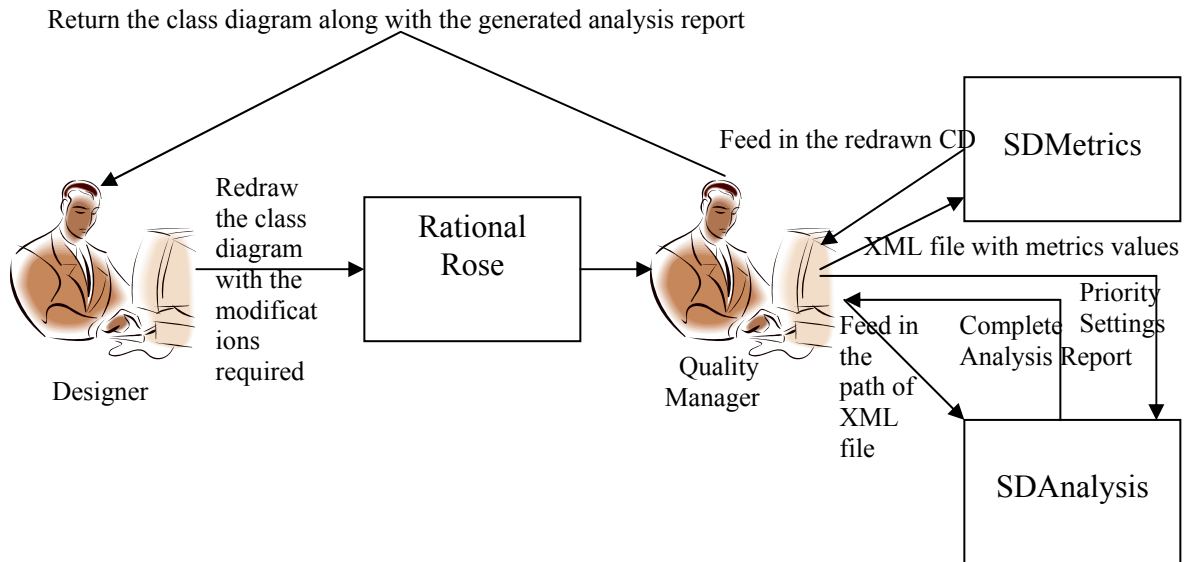 Return the class diagram along with the generated analysis report
Feed in the redrawn CD
SDMetrics
Redraw
the class
diagram
with the
modificat
ions
required
Rational
Rose
XML file with metrics values
Priority
Settings
Feed in
the
path of
XML
file
Complete
Analysis Report
Designer
Quality
Manager
SDAnalysis